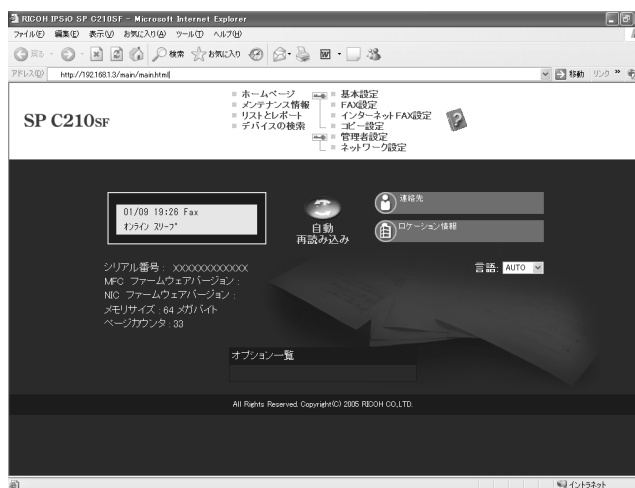 RICOH IPSiO SP C210SF - Microsoft Internet Explorer
ファイル(F) 編集(E) 表示(V) お気に入り(A) ツール(T) ヘルプ(H)
戻る 検索 お気に入り
アドレス(D) http://192.168.1.3/main/main.html 移動 リンク »
SP C210SF
ホームページ
メンテナンス情報
リストとレポート
デバイスの検索
基本設定
FAX設定
インターネットFAX設定
コピー設定
管理者設定
ネットワーク設定
01/09 19:26 Fax
オンライン スリープ
自動
再読み込み
連絡先
ロケーション情報
シリアル番号 : XXXXXXXXXXXX
言語: AUTO
MFC ファームウェアバージョン :
NIC ファームウェアバージョン :
メモリサイズ : 64 メガバイト
ページカウンタ : 33
オプション一覧
All Rights Reserved. Copyright(C) 2005 RICOH CO.,LTD.
イントラネット